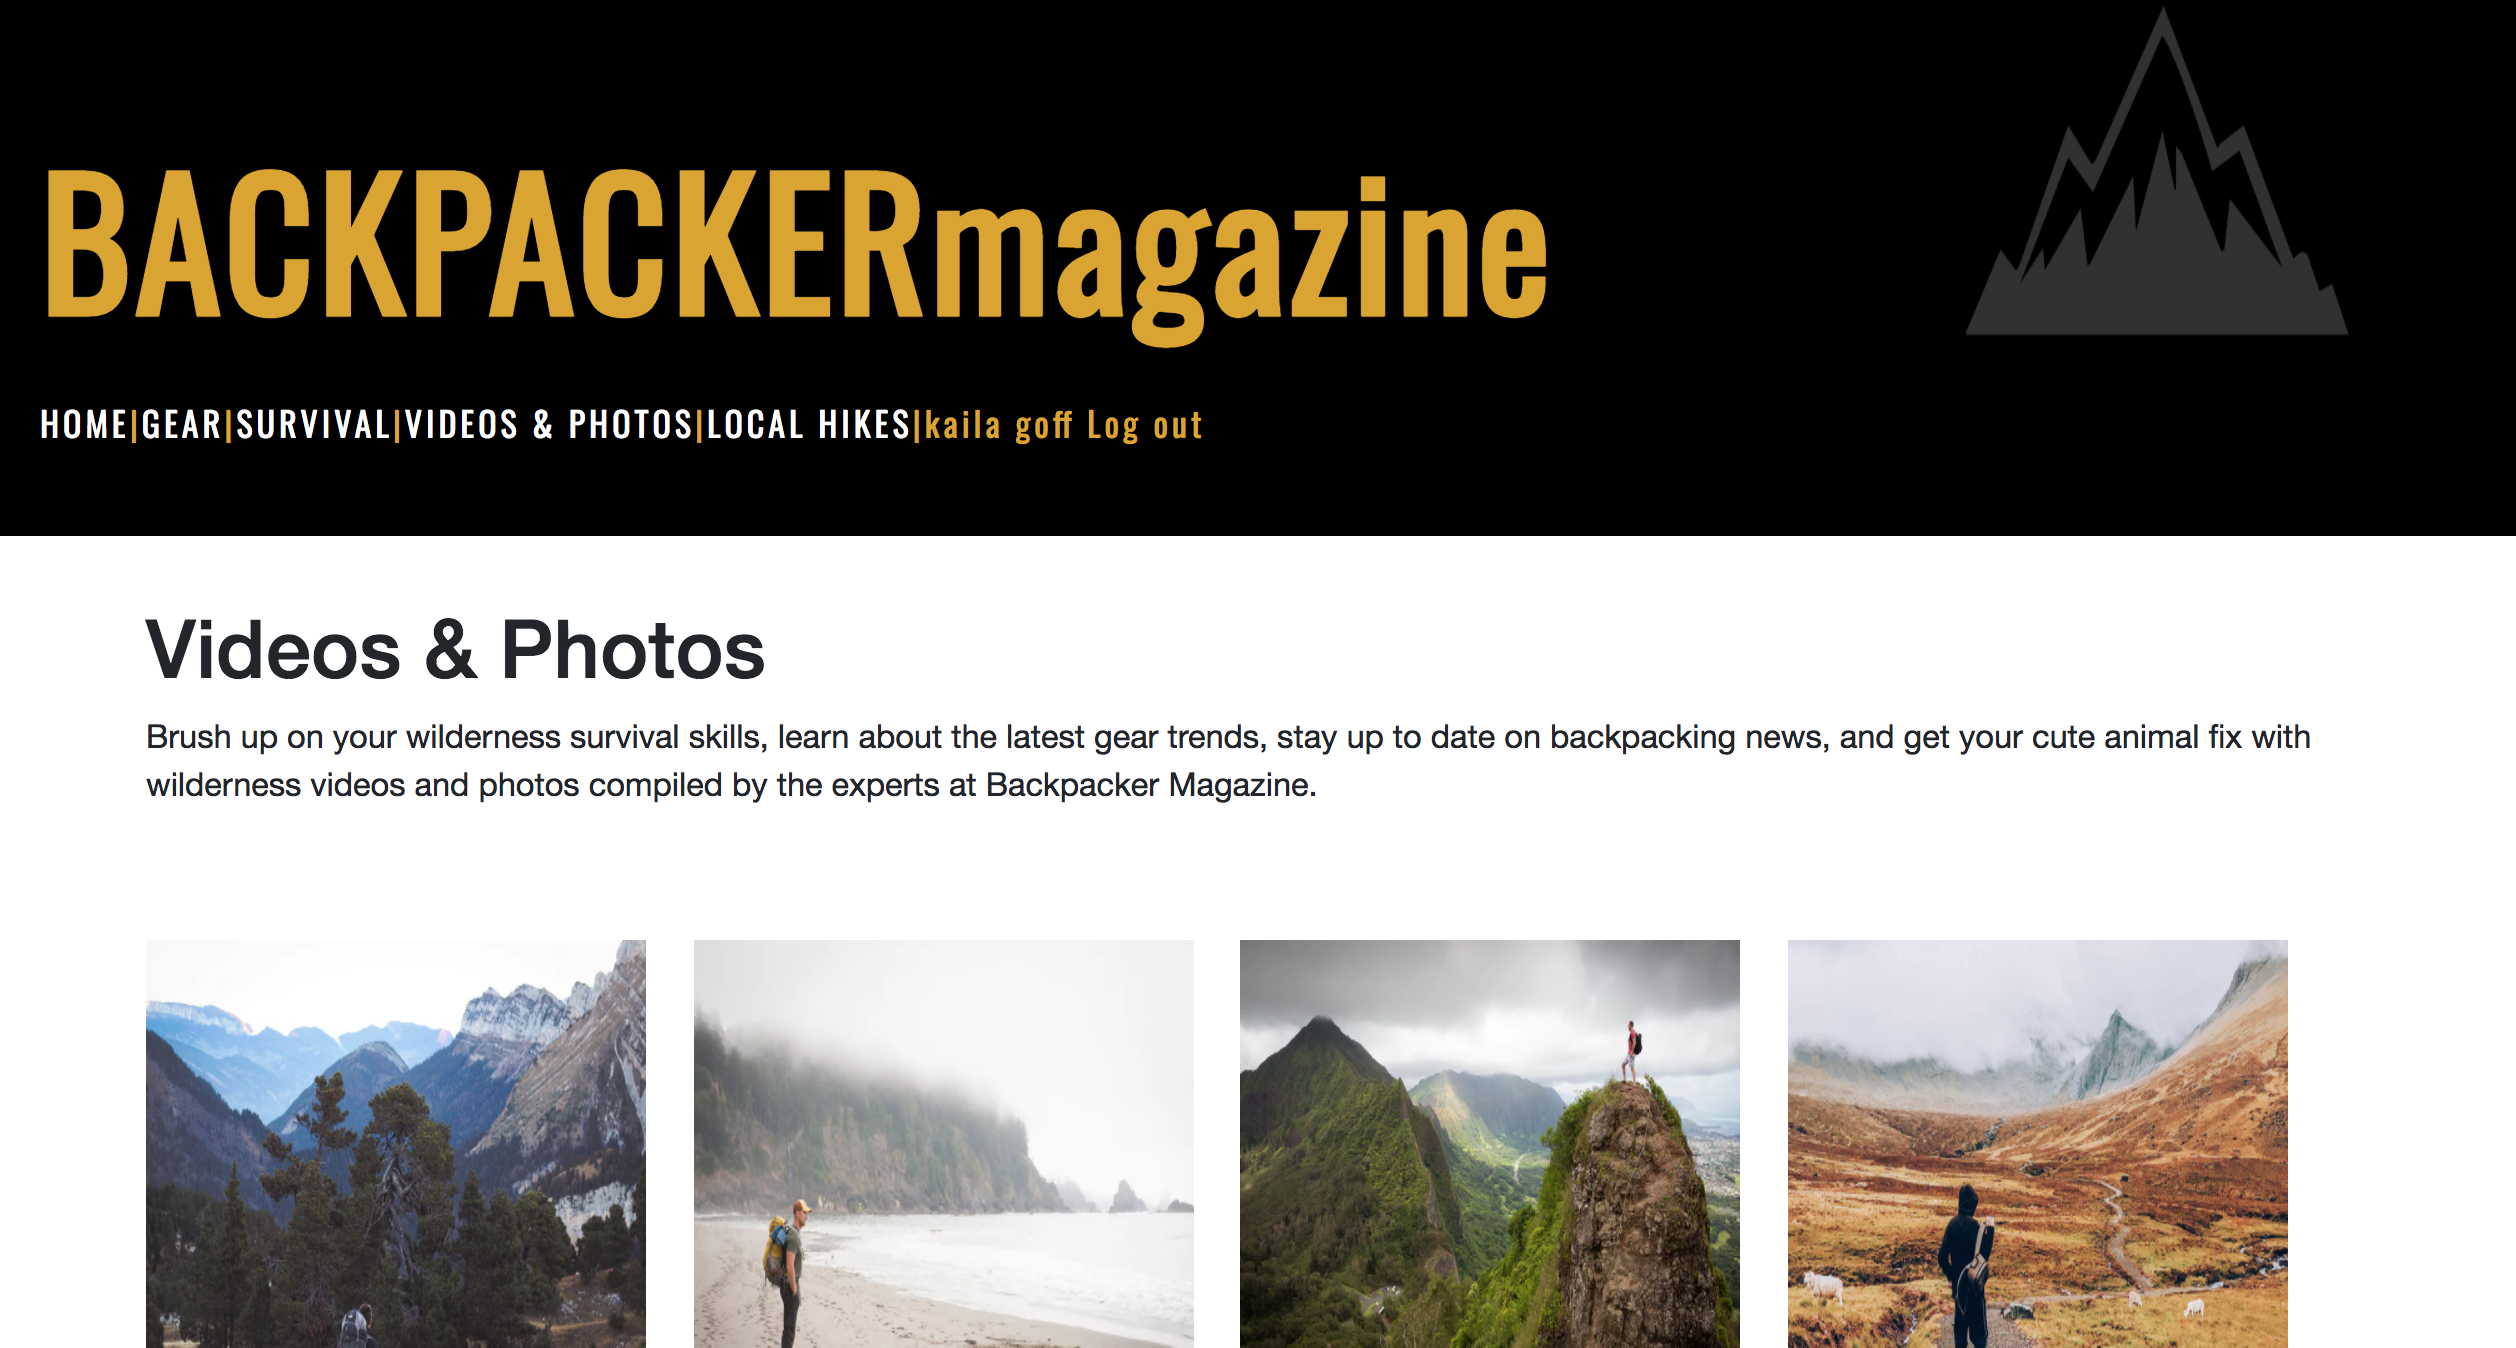 BACKPACKERmagazine
HOME|GEAR|SURVIVAL|VIDEOS & PHOTOS|LOCAL HIKES|kaila goff Log out
Videos & Photos
Brush up on your wilderness survival skills, learn about the latest gear trends, stay up to date on backpacking news, and get your cute animal fix with
wilderness videos and photos compiled by the experts at Backpacker Magazine.